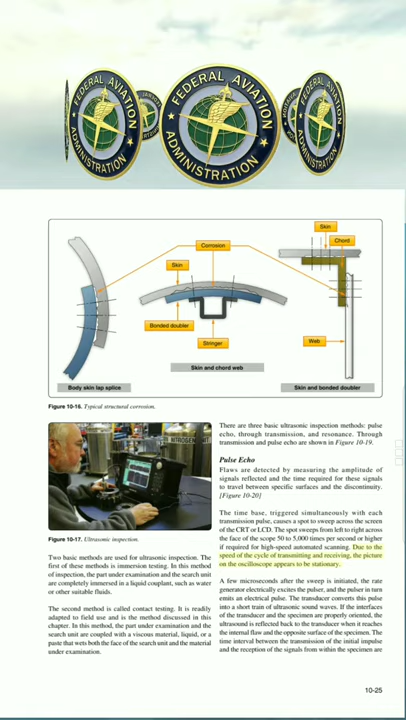 FEDERAL AVIATION
ADMINISTRATION
FEDERAL AVIATION
ADMINISTRATION
FEDERAL AVIATION
ADMINISTRATION
Skin
Chord
Corrosion
Skin
Bonded doubler
Stringer
Web
Skin and chord web
Body skin lap splice
Skin and bonded doubler
Figure 10-16. Typical structural corrosion.
NITROGEN
Figure 10-17. Ultrasonic inspection.
Two basic methods are used for ultrasonic inspection. The
first of these methods is immersion testing. In this method
of inspection, the part under examination and the search unit
are completely immersed in a liquid couplant, such as water
or other suitable fluids.
The second method is called contact testing. It is readily
adapted to field use and is the method discussed in this
chapter. In this method, the part under examination and the
search unit are coupled with a viscous material, liquid, or a
paste that wets both the face of the search unit and the material
under examination.
There are three basic ultrasonic inspection methods: pulse
echo, through transmission, and resonance. Through
transmission and pulse echo are shown in Figure 10-19.
Pulse Echo
Flaws are detected by measuring the amplitude of
signals reflected and the time required for these signals
to travel between specific surfaces and the discontinuity.
[Figure 10-20]
The time base, triggered simultaneously with each
transmission pulse, causes a spot to sweep across the screen
of the CRT or LCD. The spot sweeps from left to right across
the face of the scope 50 to 5,000 times per second or higher
if required for high-speed automated scanning. Due to the
speed of the cycle of transmitting and receiving, the picture
on the oscilloscope appears to be stationary.
A few microseconds after the sweep is initiated, the rate
generator electrically excites the pulser, and the pulser in turn
emits an electrical pulse. The transducer converts this pulse
into a short train of ultrasonic sound waves. If the interfaces
of the transducer and the specimen are properly oriented, the
ultrasound is reflected back to the transducer when it reaches
the internal flaw and the opposite surface of the specimen. The
time interval between the transmission of the initial impulse
and the reception of the signals from within the specimen are
10-25